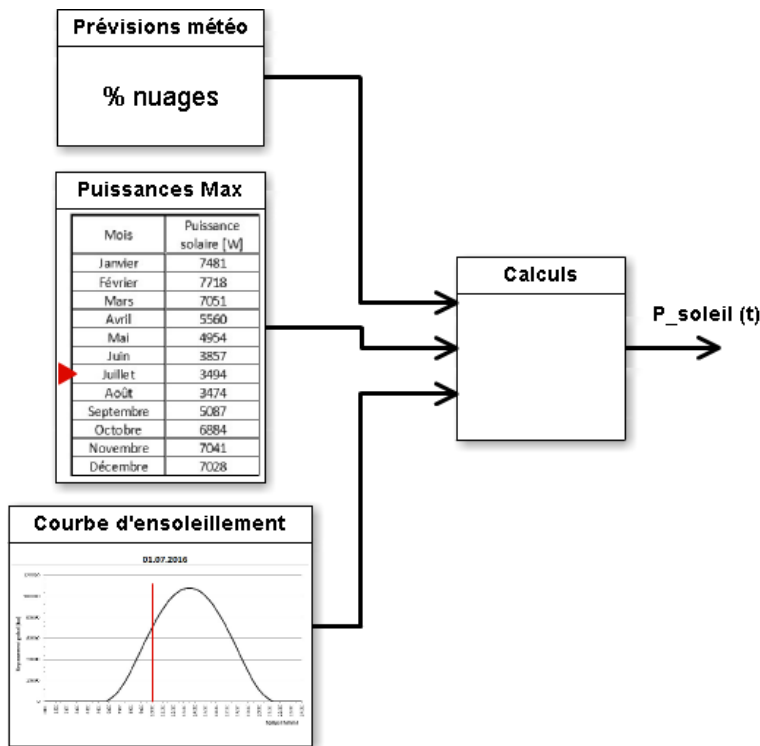 Prévisions météo
% nuages
Puissances Max
Mois Puissance solaire [W]
Janvier 7481
Février 7718
Mars 7051
Avril 5560
Mai 4954
Juin 3857
Juillet 3494
Août 3474
Septembre 5087
Octobre 6884
Novembre 7041
Décembre 7028
Calculs
P_soleil (t)
Courbe d'ensoleillement
01.07.2016